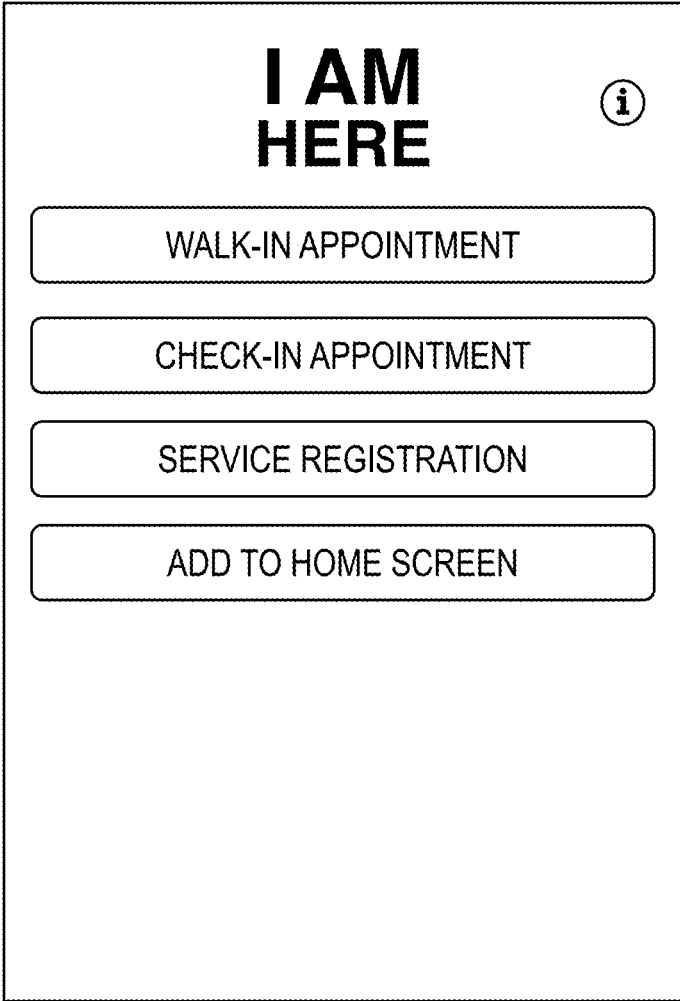 I AM
HERE
i
WALK-IN APPOINTMENT
CHECK-IN APPOINTMENT
SERVICE REGISTRATION
ADD TO HOME SCREEN